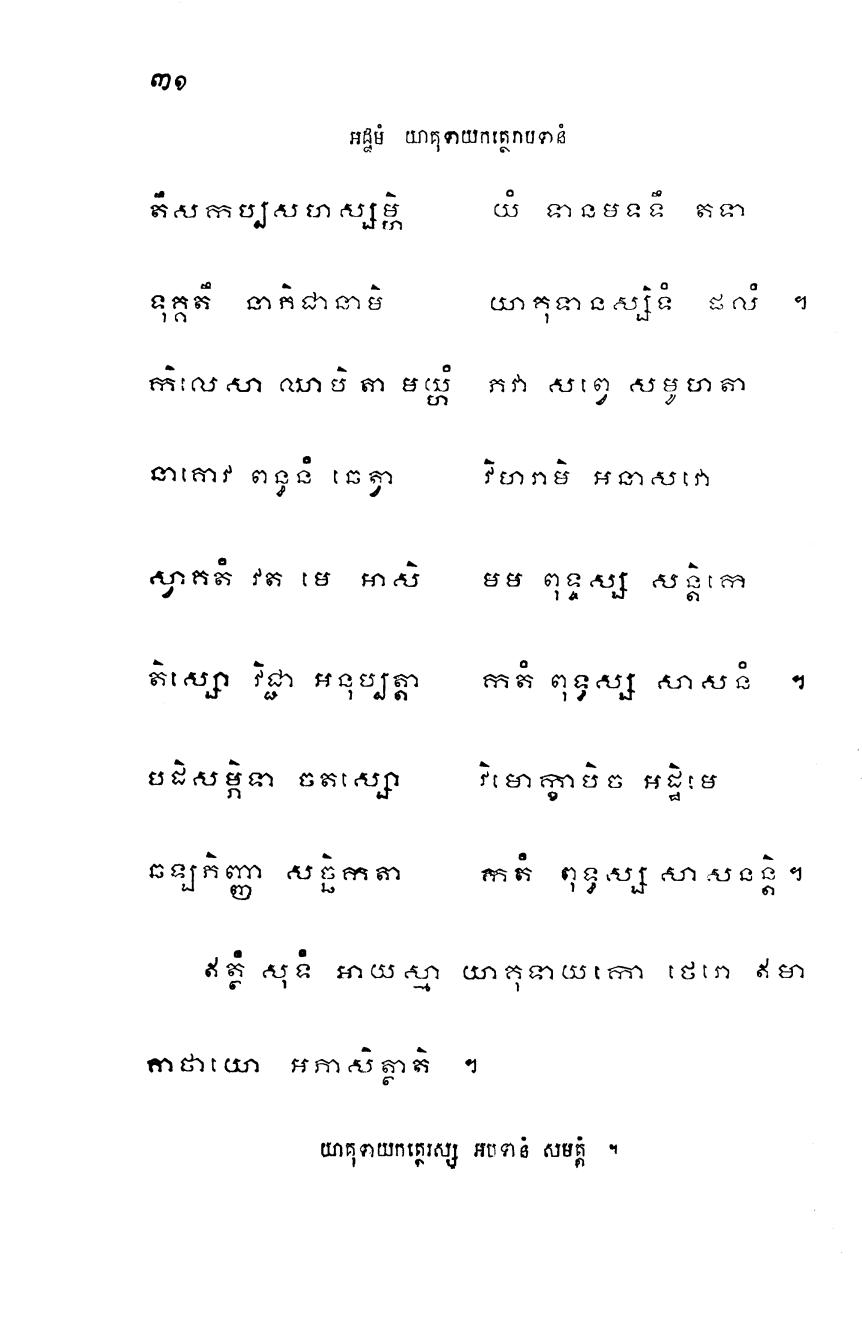 ៣១
អដ្ឋមំ យាគុទាយកត្ថេរាបទានំ
តឹសកប្បសហស្សម្ហិ យំ ទានមទទឹ តទា
ទុគ្គតឹ នាភិជានាមិ យាគុទានស្សិទំ ផលំ ។
កិលេសា ឈាបិតា មយ្ហំ ភវា សព្វេ សមូហតា
នាគោវ ពន្ធនំ ឆេត្វា វិហរាមិ អនាសវោ
ស្វាគតំ វត មេ អាសិ មម ពុទ្ធស្ស សន្តិកេ
តិស្សោ វិជ្ជា អនុប្បត្តា កតំ ពុទ្ធស្ស សាសនំ ។
បដិសម្ភិទា ចតស្សោ វិមោក្ខាបិច អដ្ឋិមេ
ឆឡភិញ្ញា សច្ឆិកតា កតំ ពុទ្ធស្ស សាសនន្តិ ។
ឥត្ថំ សុទំ អាយស្មា យាគុទាយកោ ថេរោ ឥមា
គាថាយោ អភាសិត្ថាតិ ។
យាគុទាយកត្ថេរស្ស អបទានំ សមត្តំ ។